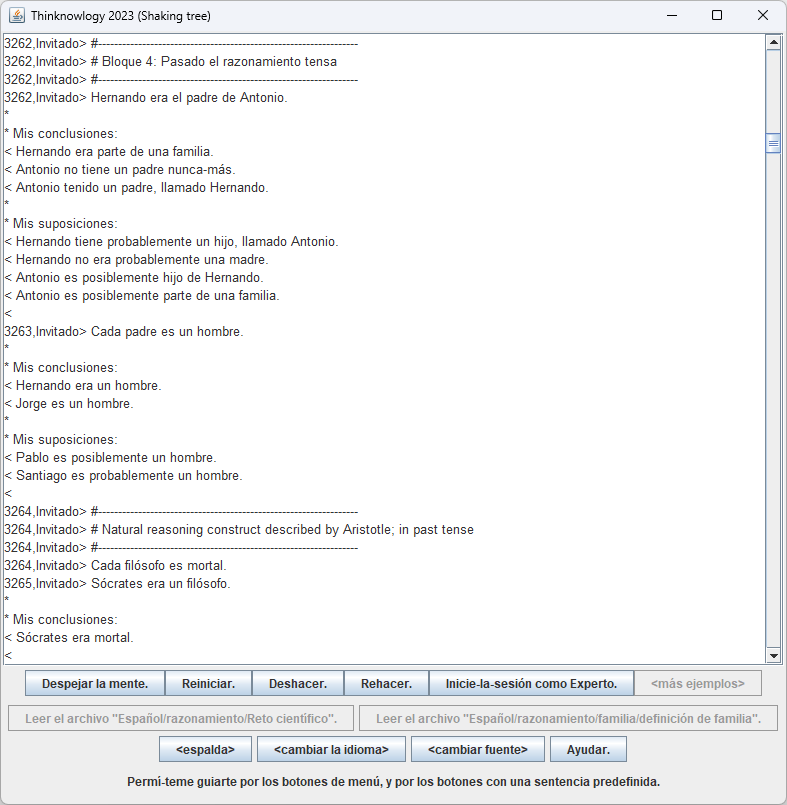 Thinknowlogy 2023 (Shaking tree)
3262,Invitado> #-----------------------------------------------------------------
3262,Invitado> # Bloque 4: Pasado el razonamiento tensa
3262,Invitado> #-----------------------------------------------------------------
3262,Invitado> Hernando era el padre de Antonio.
*
* Mis conclusiones:
< Hernando era parte de una familia.
< Antonio no tiene un padre nunca-más.
< Antonio tenido un padre, llamado Hernando.
*
* Mis suposiciones:
< Hernando tiene probablemente un hijo, llamado Antonio.
< Hernando no era probablemente una madre.
< Antonio es posiblemente hijo de Hernando.
< Antonio es posiblemente parte de una familia.
<
3263,Invitado> Cada padre es un hombre.
*
* Mis conclusiones:
< Hernando era un hombre.
< Jorge es un hombre.
*
* Mis suposiciones:
< Pablo es posiblemente un hombre.
< Santiago es probablemente un hombre.
<
3264,Invitado> #-----------------------------------------------------------------
3264,Invitado> # Natural reasoning construct described by Aristotle; in past tense
3264,Invitado> #-----------------------------------------------------------------
3264,Invitado> Cada filósofo es mortal.
3265,Invitado> Sócrates era un filósofo.
*
* Mis conclusiones:
< Sócrates era mortal.
<
Despejar la mente. Reiniciar. Deshacer. Rehacer. Inicie-la-sesión como Experto. <más ejemplos>
Leer el archivo "Español/razonamiento/Reto científico". Leer el archivo "Español/razonamiento/familia/definición de familia".
<espalda> <cambiar la idioma> <cambiar fuente> Ayudar.
Permí-teme guiarte por los botones de menú, y por los botones con una sentencia predefinida.